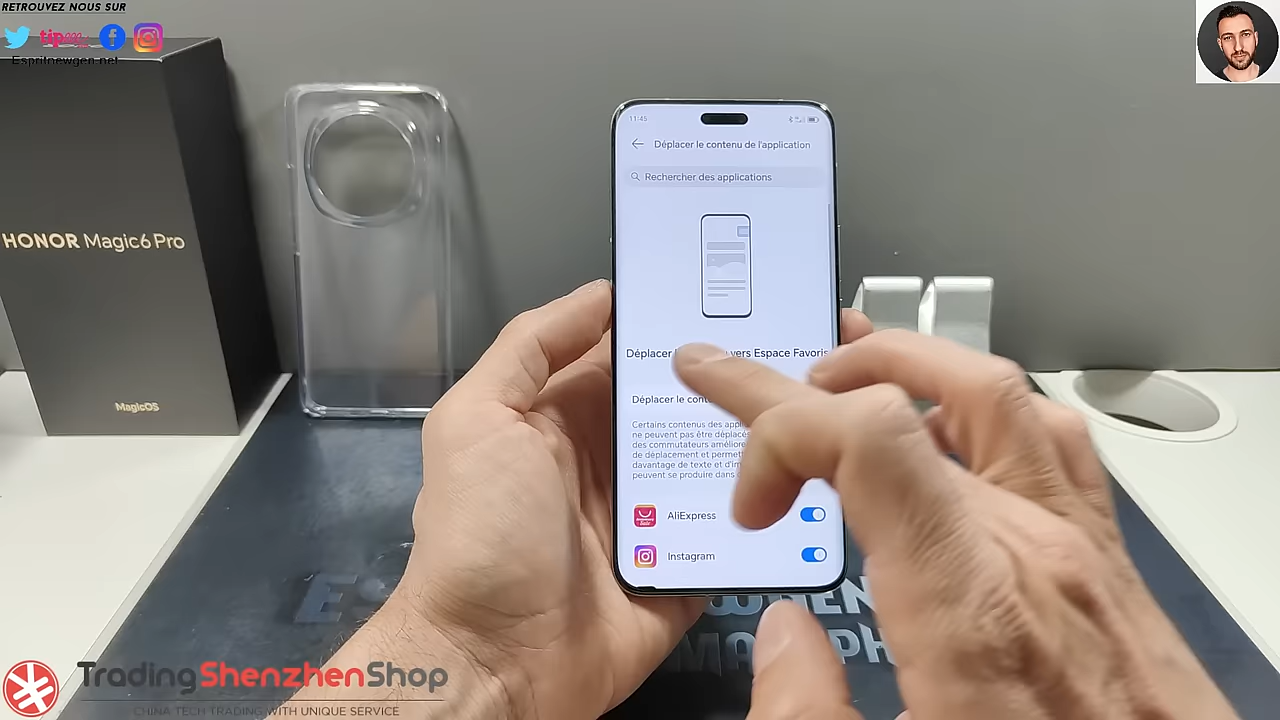 RETROUVEZ NOUS SUR
Espritnewgen.net
HONOR Magic6 Pro
MagicOS
11:45
Déplacer le contenu de l'application
Rechercher des applications
Déplacer vers Espace Favoris
Déplacer le cont
Certains contenus des appl
ne peuvent pas être déplacés
des commutateurs amélior
de déplacement et permett
davantage de texte et d'im
peuvent se produire dans
AliExpress
Instagram
TradingShenzhenShop
CHINA TECH TRADING WITH UNIQUE SERVICE